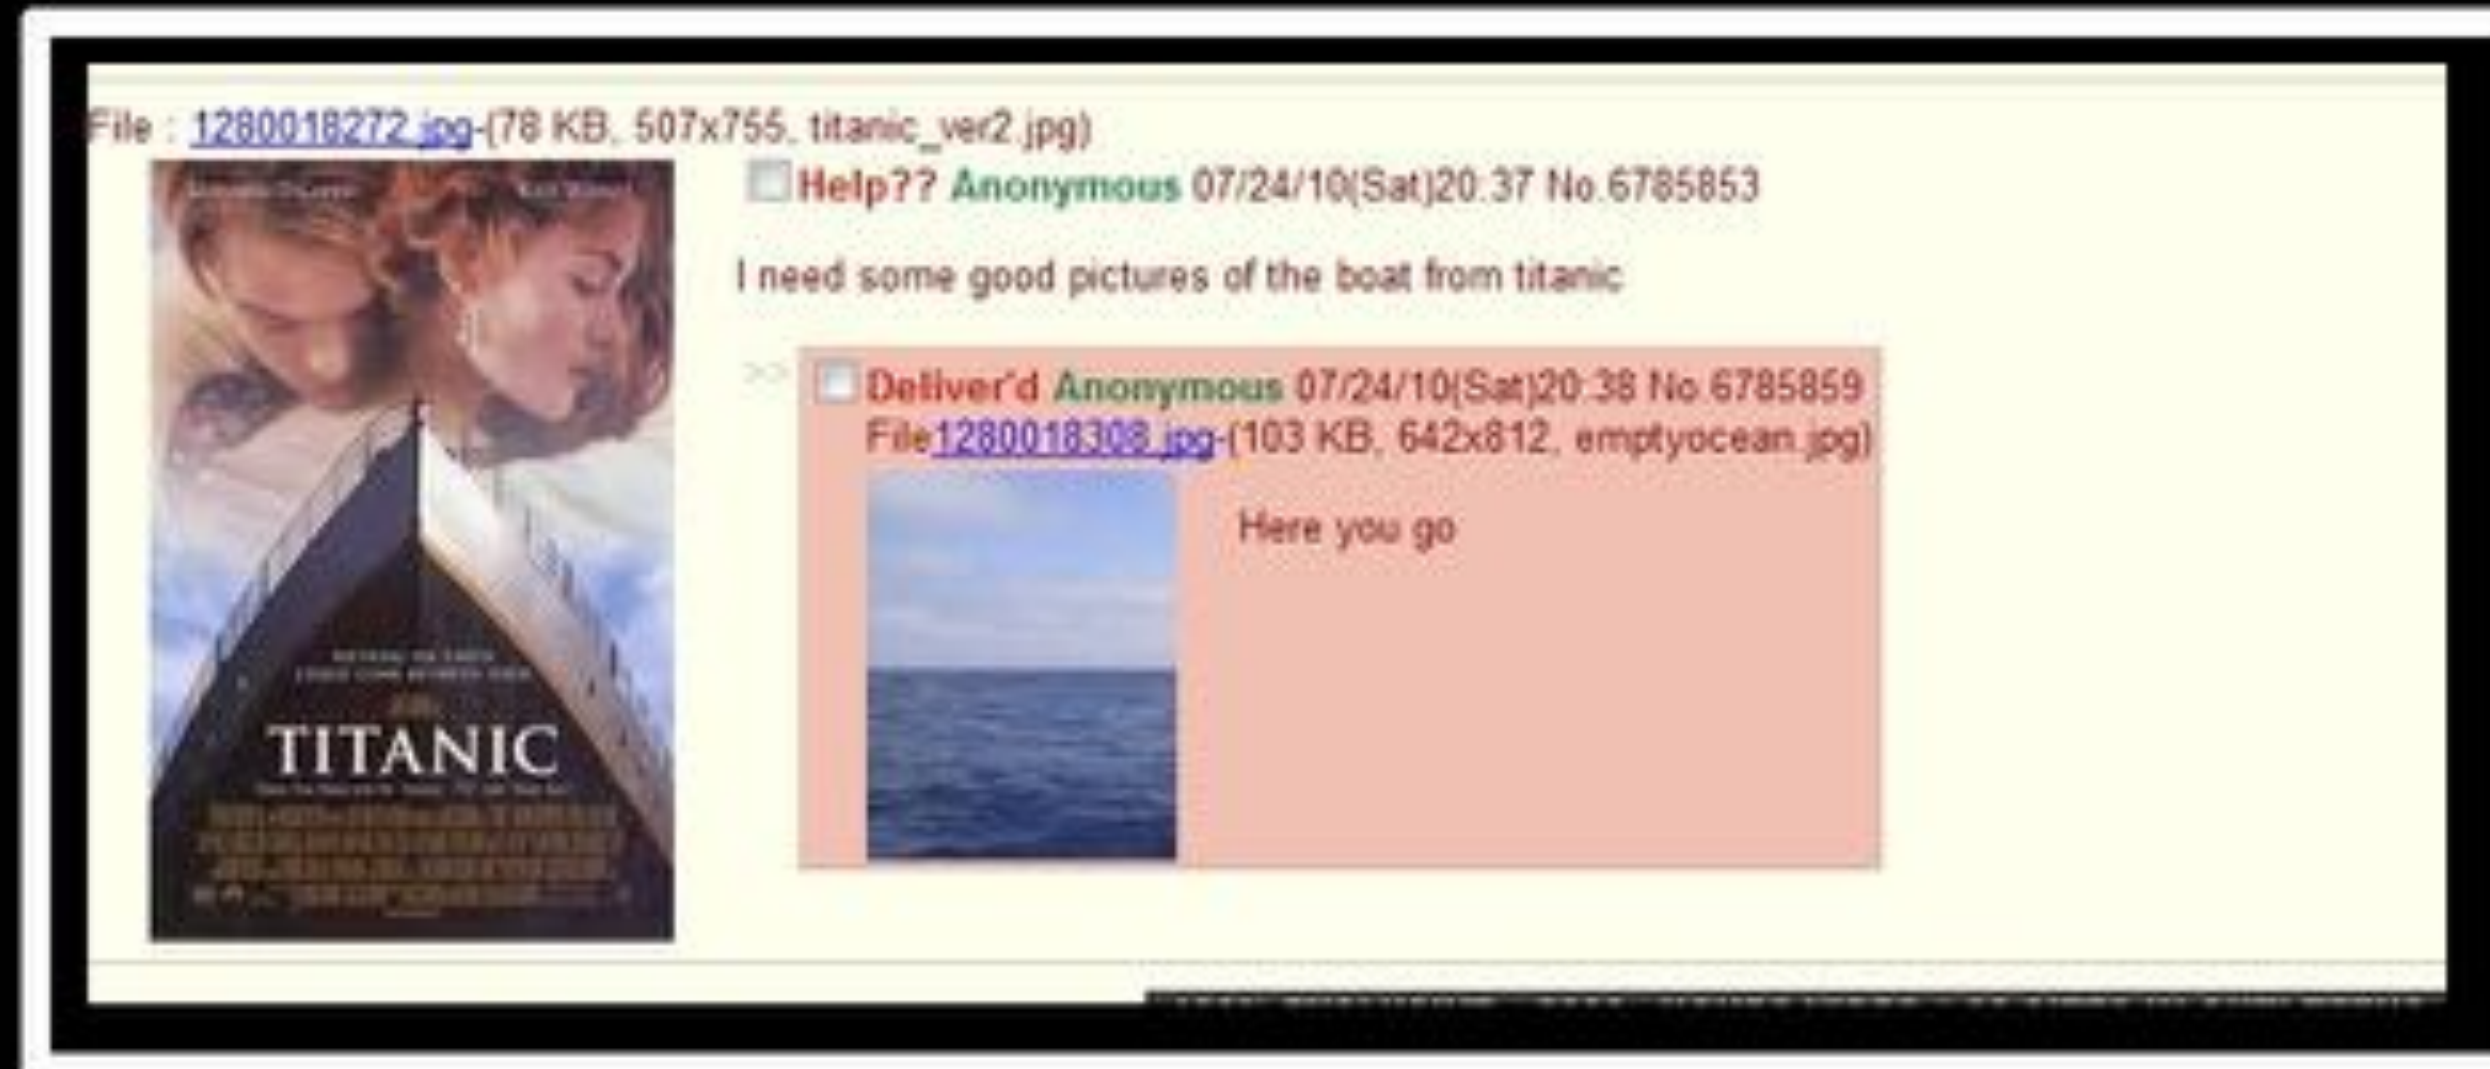 File : 1280018272.jpg-(78 KB, 507x755, titanic_ver2.jpg)
Help?? Anonymous 07/24/10(Sat)20:37 No.6785853
I need some good pictures of the boat from titanic
>> Deliver'd Anonymous 07/24/10(Sat)20:38 No.6785859
File1280018308.jpg-(103 KB, 642x812, emptyocean.jpg)
Here you go
TITANIC